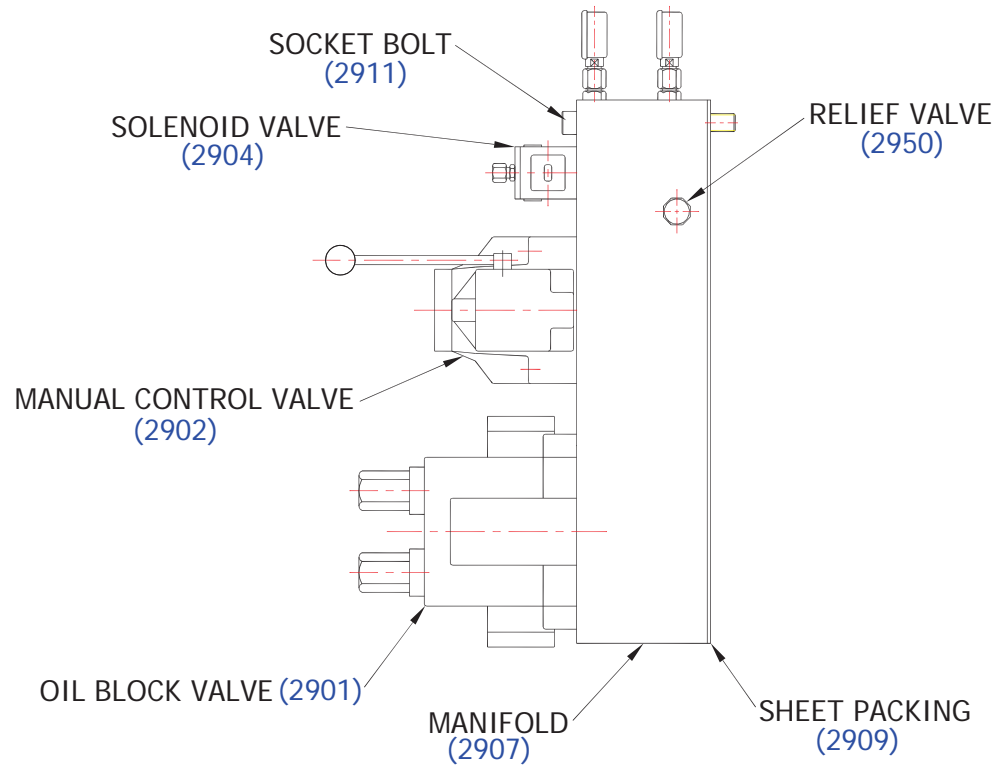 SOCKET BOLT
(2911)
SOLENOID VALVE
(2904)
RELIEF VALVE
(2950)
MANUAL CONTROL VALVE
(2902)
OIL BLOCK VALVE (2901)
MANIFOLD
(2907)
SHEET PACKING
(2909)